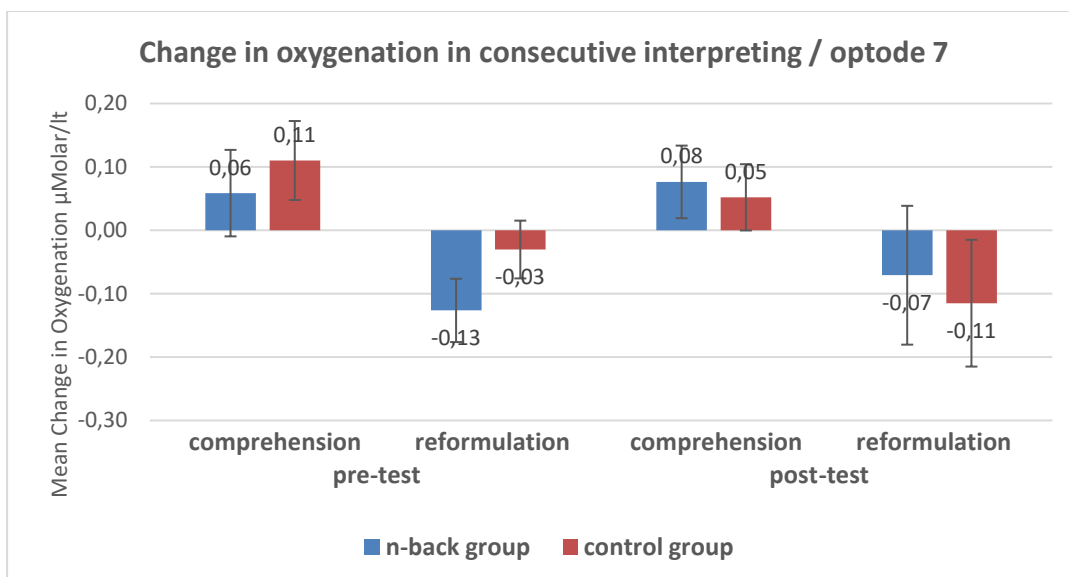 Change in oxygenation in consecutive interpreting / optode 7
Mean Change in Oxygenation µMolar/lt
0,20
0,10
0,00
-0,10
-0,20
-0,30
0,06
0,11
-0,13
-0,03
0,08
0,05
-0,07
-0,11
comprehension reformulation comprehension reformulation
pre-test post-test
n-back group control group